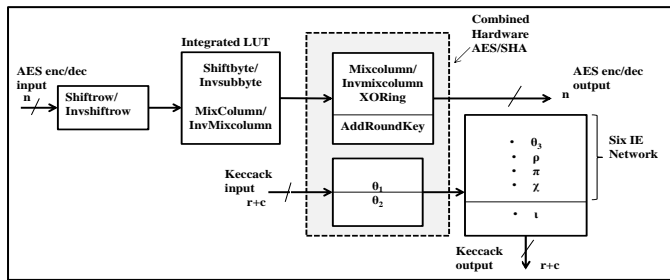 Combined
Hardware
AES/SHA
Integrated LUT
AES enc/dec
input
n
Shiftrow/
Invshiftrow
Shiftbyte/
Invsubbyte
MixColumn/
InvMixcolumn
Mixcolumn/
Invmixcolumn
XORing
AddRoundKey
AES enc/dec
output
n
Keccack
input
r+c
θ1
θ2
• θ3
• ρ
• π
• χ
• ι
Six IE
Network
Keccack
output
r+c